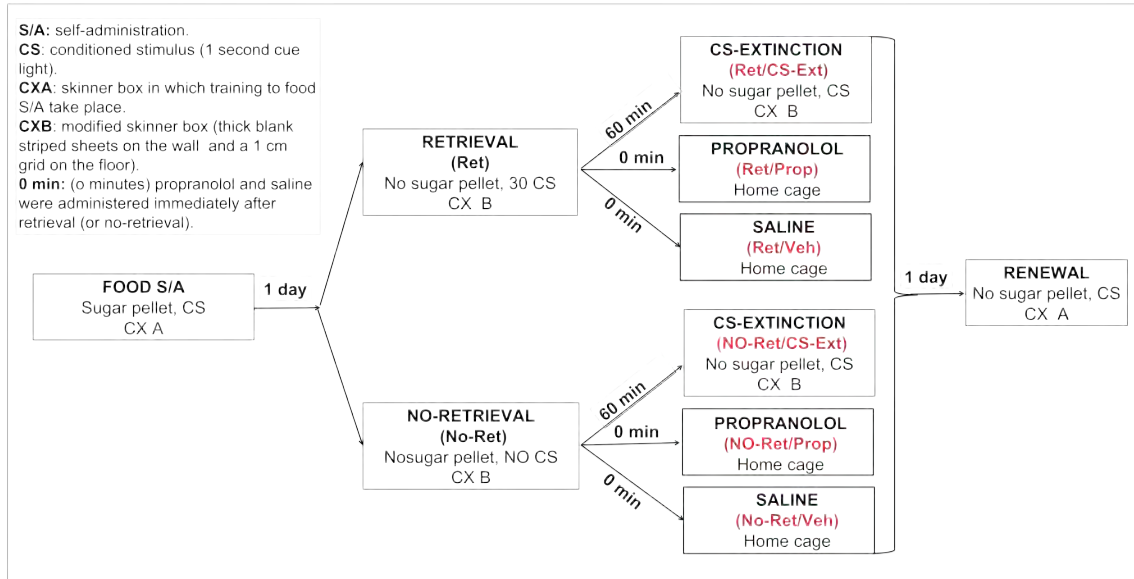 S/A: self-administration.
CS: conditioned stimulus (1 second cue
light).
CXA: skinner box in which training to food
S/A take place.
CXB: modified skinner box (thick blank
striped sheets on the wall and a 1 cm
grid on the floor).
0 min: (o minutes) propranolol and saline
were administered immediately after
retrieval (or no-retrieval).
FOOD S/A
Sugar pellet, CS
CX A
1 day
RETRIEVAL
(Ret)
No sugar pellet, 30 CS
CX B
60 min
0 min
0 min
CS-EXTINCTION
(Ret/CS-Ext)
No sugar pellet, CS
CX B
PROPRANOLOL
(Ret/Prop)
Home cage
SALINE
(Ret/Veh)
Home cage
NO-RETRIEVAL
(No-Ret)
Nosugar pellet, NO CS
CX B
60 min
0 min
0 min
CS-EXTINCTION
(NO-Ret/CS-Ext)
No sugar pellet, CS
CX B
PROPRANOLOL
(NO-Ret/Prop)
Home cage
SALINE
(No-Ret/Veh)
Home cage
1 day
RENEWAL
No sugar pellet, CS
CX A